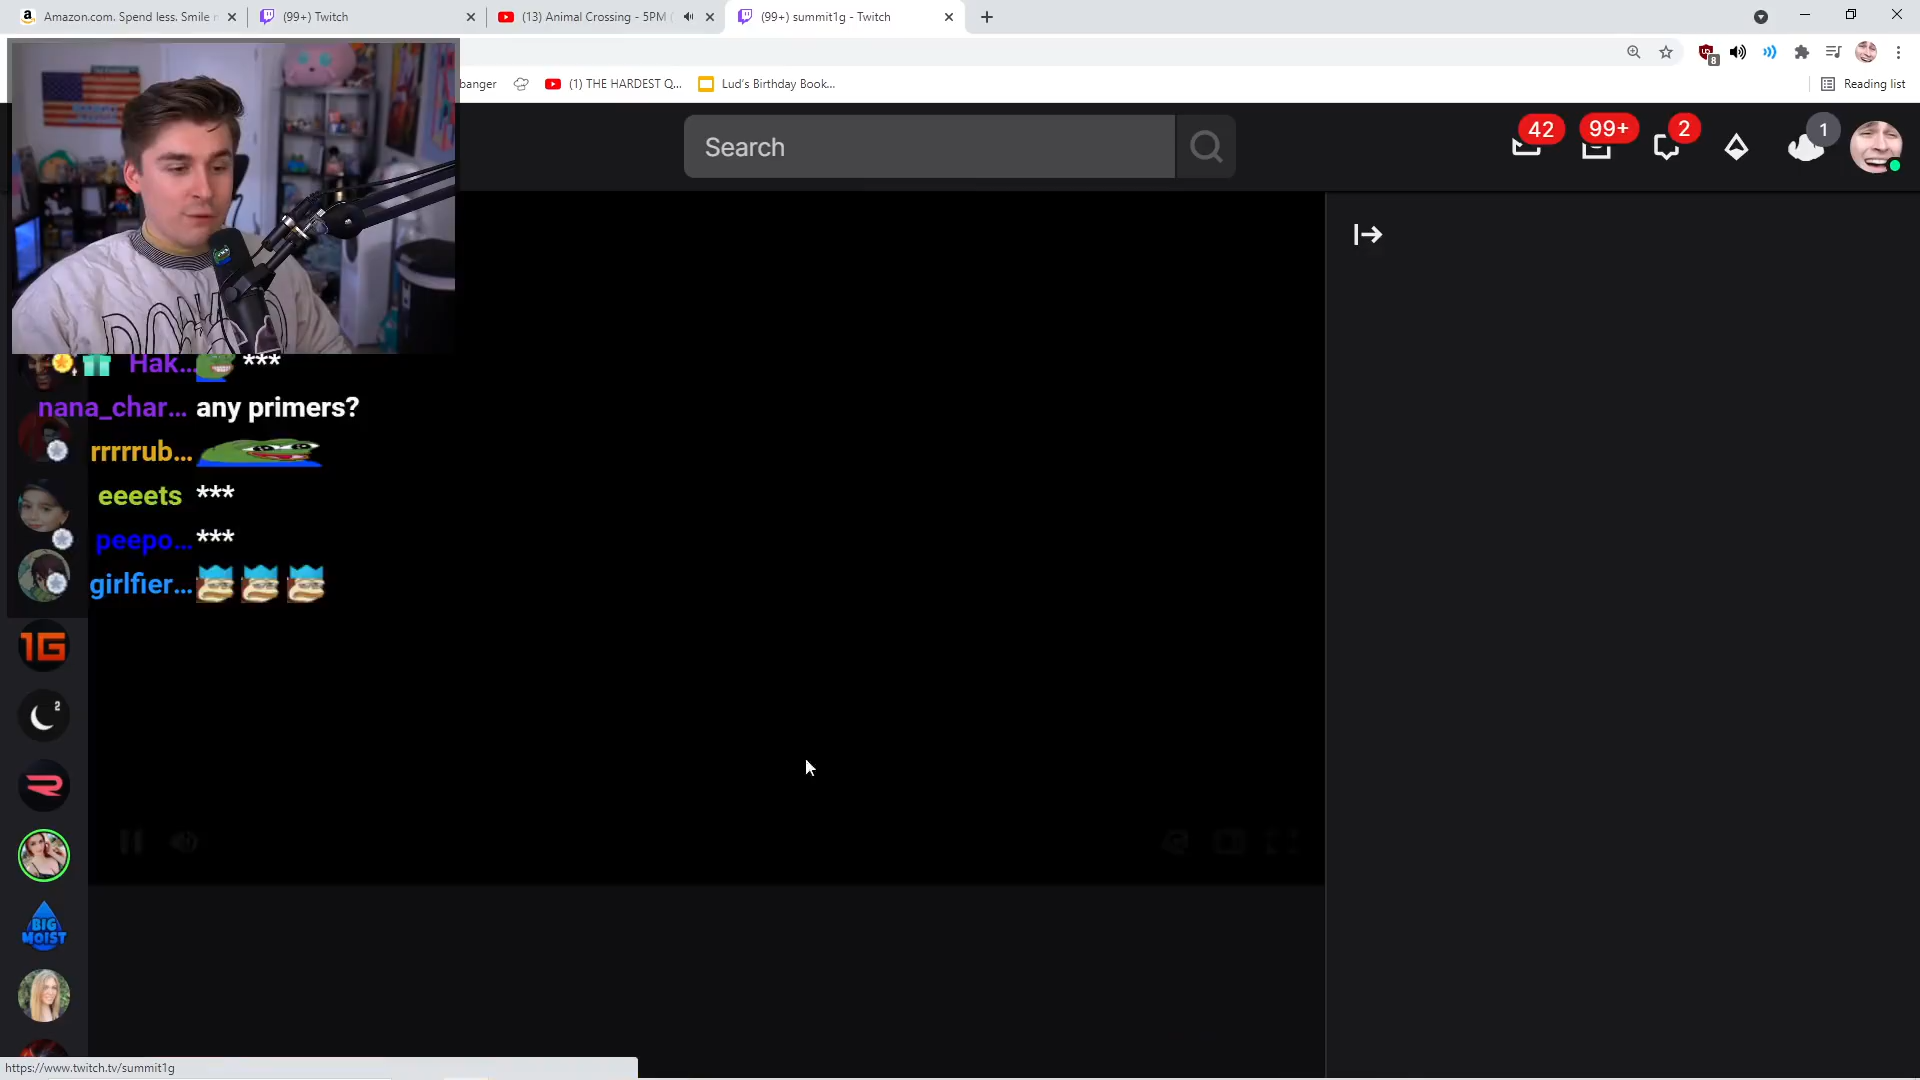 Amazon.com. Spend less. Smile
(99+) Twitch
(13) Animal Crossing - 5PM
(99+) summit1g - Twitch
8
banger
(1) THE HARDEST Q...
Lud's Birthday Book...
Reading list
Search
42
99+
2
1
Hak... ***
nana_char... any primers?
rrrrrub...
eeeets ***
peepo... ***
girlfier...
1G
2
BIG
MOIST
https://www.twitch.tv/summit1g